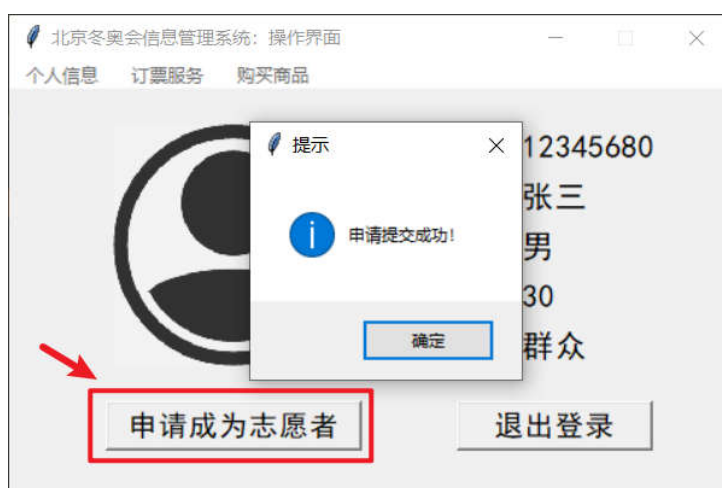 北京冬奥会信息管理系统：操作界面
个人信息 订票服务 购买商品
提示
12345680
张三
申请提交成功！
男
30
确定
群众
申请成为志愿者 退出登录